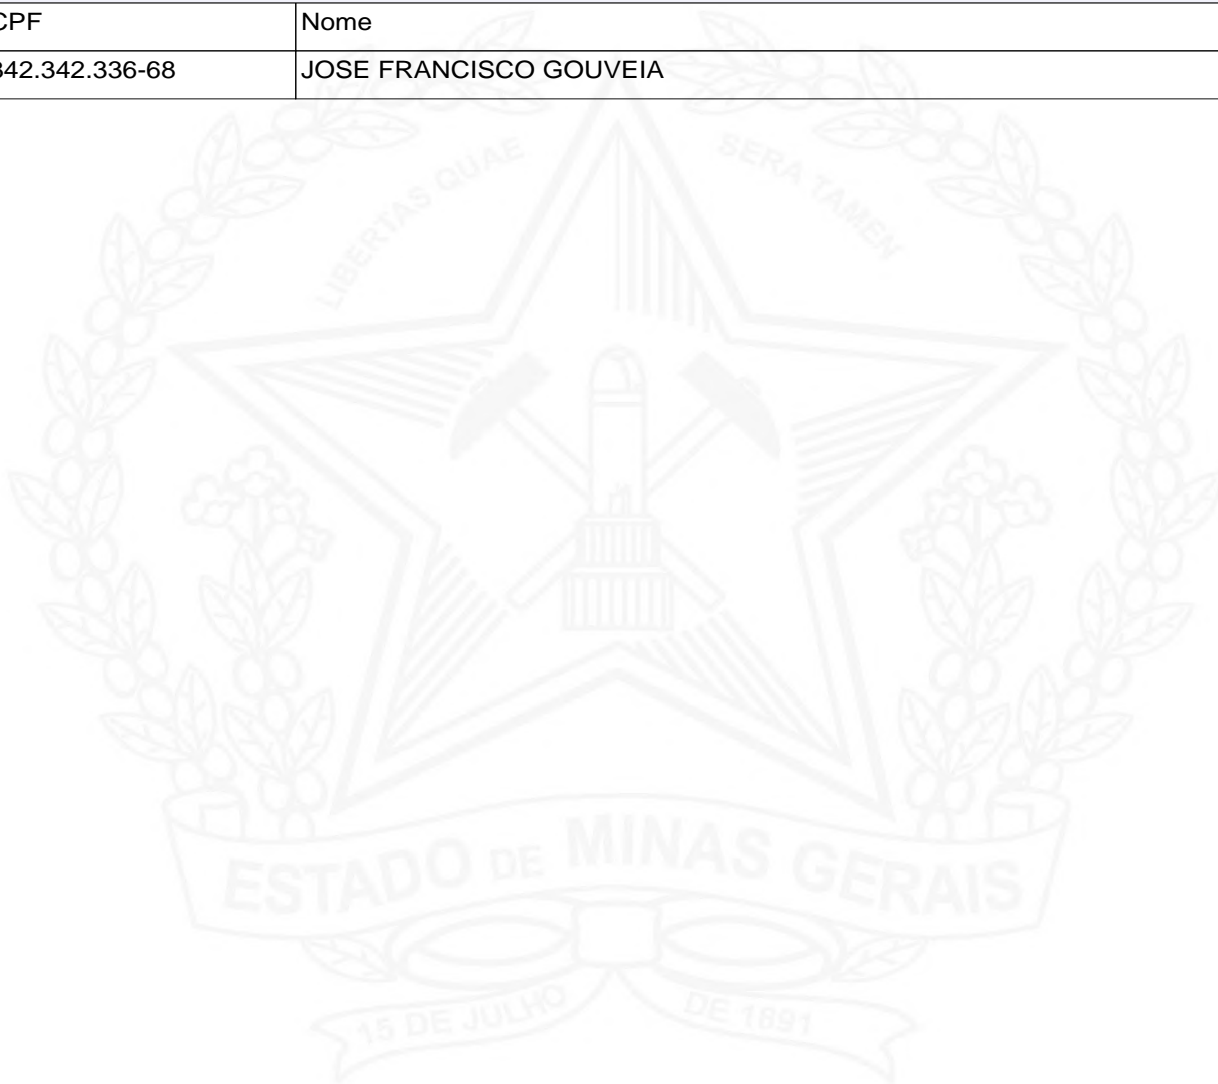 CPF Nome
342.342.336-68 JOSE FRANCISCO GOUVEIA
LIBERTAS QUAE SERA TAMEN
ESTADO DE MINAS GERAIS
15 DE JULHO DE 1891